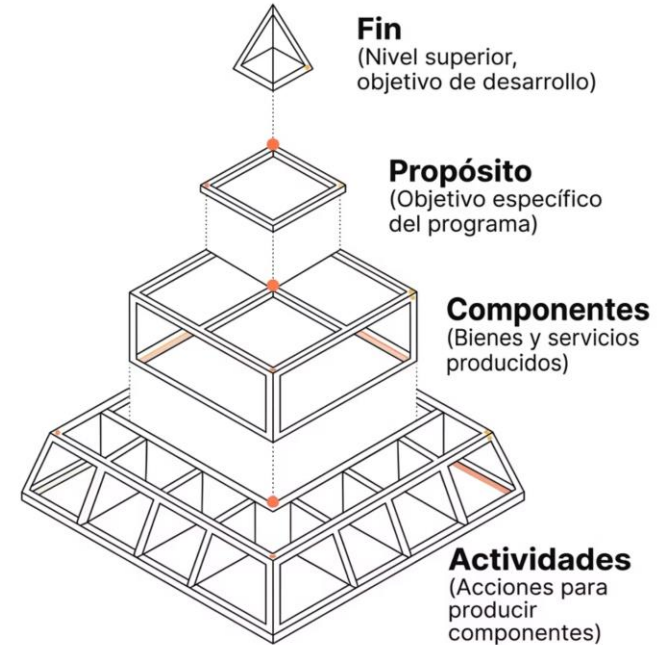 Fin
(Nivel superior,
objetivo de desarrollo)
Propósito
(Objetivo específico
del programa)
Componentes
(Bienes y servicios
producidos)
Actividades
(Acciones para
producir
componentes)